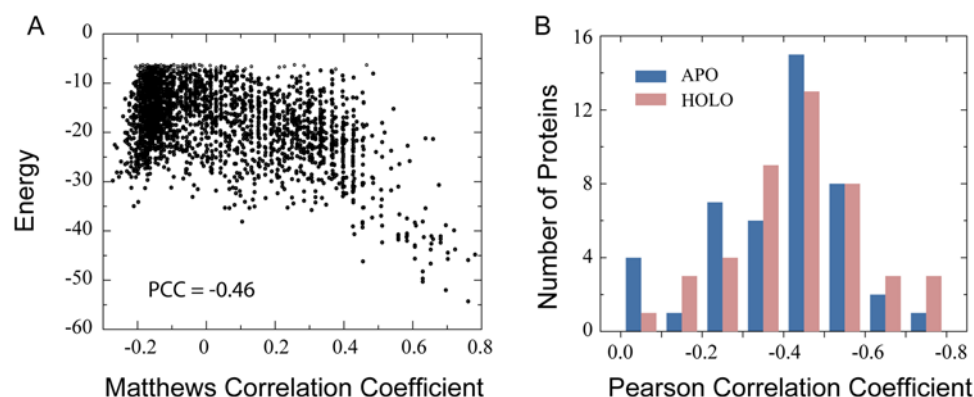 A
0
-10
-20
-30
-40
-50
-60
Energy
PCC = -0.46
-0.2 0 0.2 0.4 0.6 0.8
Matthews Correlation Coefficient
B
16
12
8
4
0
Number of Proteins
APO
HOLO
0.0 -0.2 -0.4 -0.6 -0.8
Pearson Correlation Coefficient